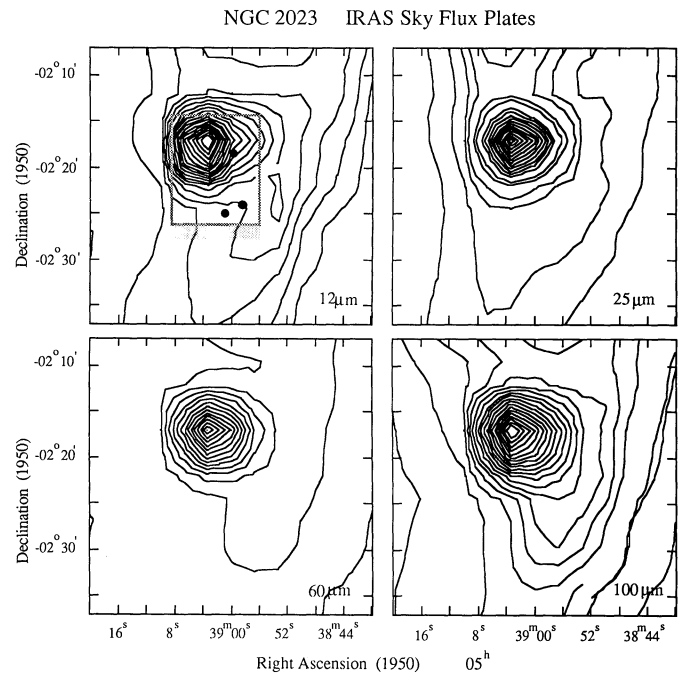 NGC 2023 IRAS Sky Flux Plates
-02° 10'
-02° 20'
-02° 30'
Declination (1950)
12µm
25µm
-02° 10'
-02° 20'
-02° 30'
Declination (1950)
60µm
100µm
16ˢ 8ˢ 39ᵐ00ˢ 52ˢ 38ᵐ44ˢ
16ˢ 8ˢ 39ᵐ00ˢ 52ˢ 38ᵐ44ˢ
Right Ascension (1950) 05ʰ